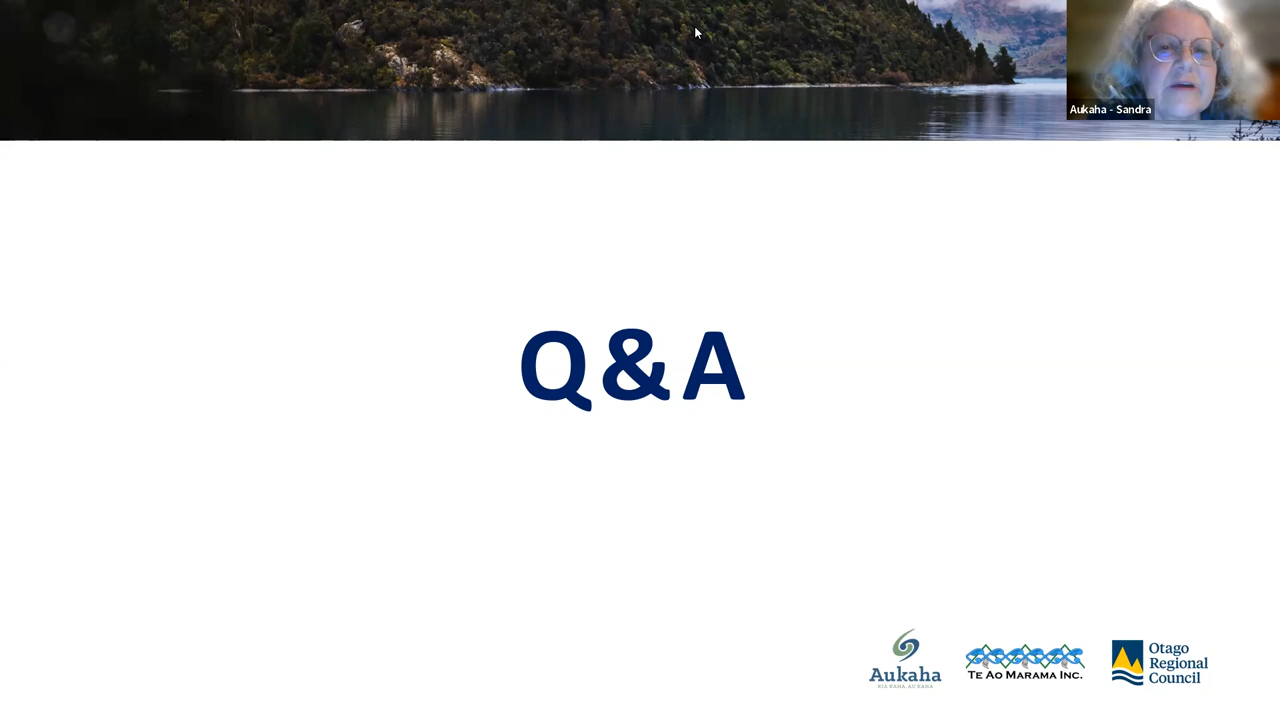 Aukaha - Sandra
Q&A
Aukaha
KIA KAHA, AU KAHA
TE AO MARAMA INC.
Otago
Regional
Council